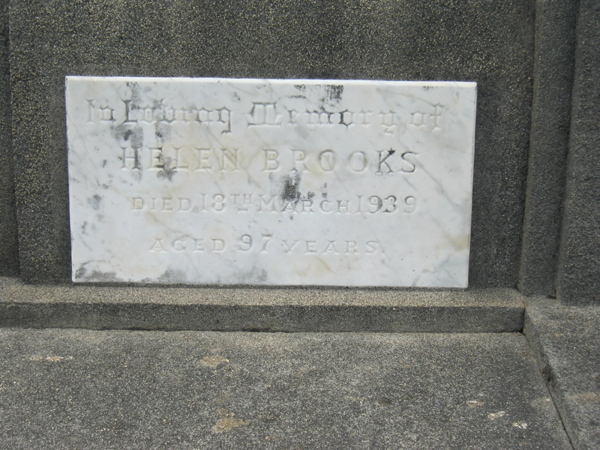 In Loving Memory of
HELEN BROOKS
DIED 18TH MARCH 1939
AGED 97 YEARS